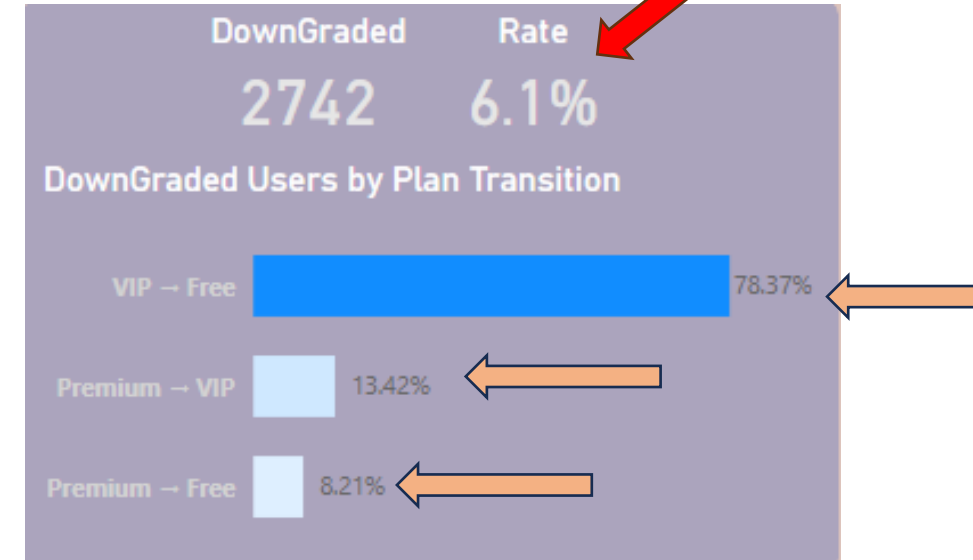 DownGraded Rate
2742 6.1%
DownGraded Users by Plan Transition
VIP → Free 78.37%
Premium → VIP 13.42%
Premium → Free 8.21%